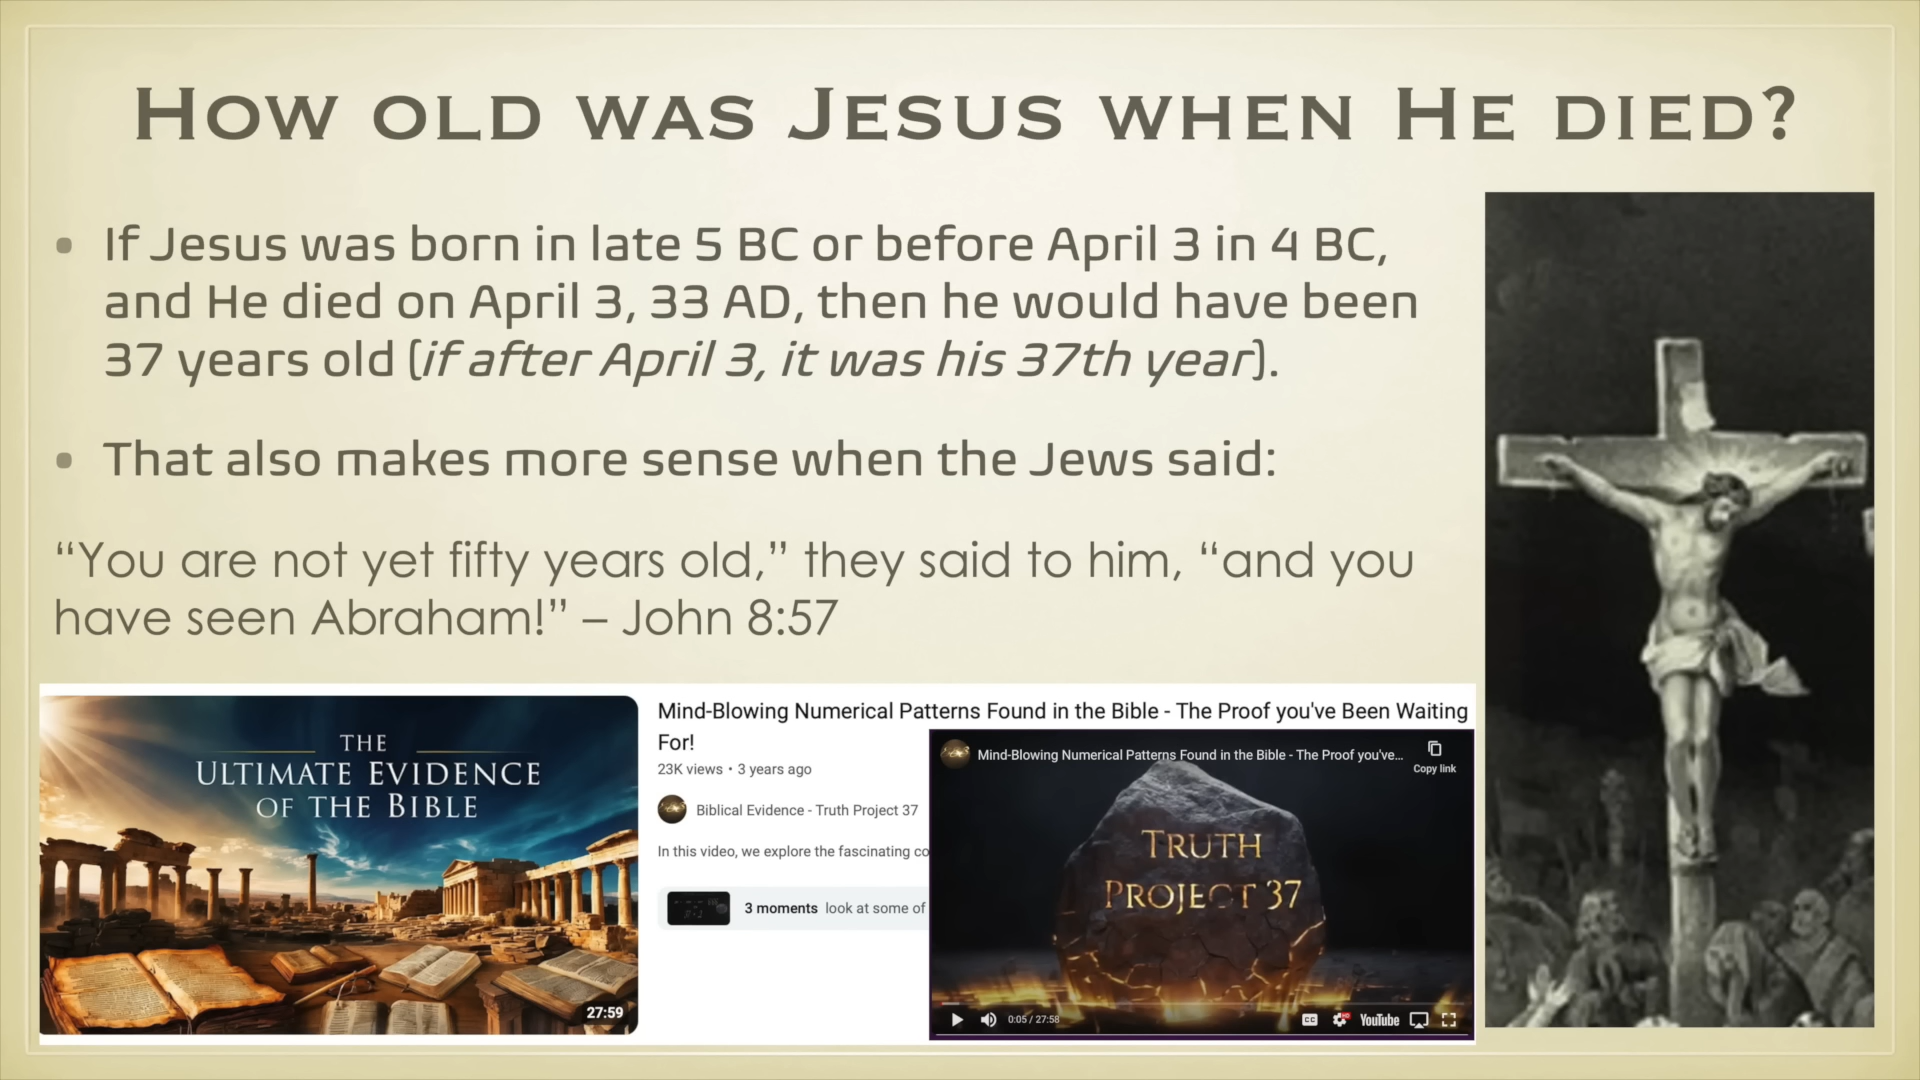 How old was Jesus when He died?
• If Jesus was born in late 5 BC or before April 3 in 4 BC,
and He died on April 3, 33 AD, then he would have been
37 years old (if after April 3, it was his 37th year).
• That also makes more sense when the Jews said:
“You are not yet fifty years old,” they said to him, “and you
have seen Abraham!” – John 8:57
The
Ultimate Evidence
of the Bible
27:59
Mind-Blowing Numerical Patterns Found in the Bible - The Proof you've Been Waiting
For!
23K views • 3 years ago
Biblical Evidence - Truth Project 37
In this video, we explore the fascinating co
3 moments look at some of
Mind-Blowing Numerical Patterns Found in the Bible - The Proof you've...
Copy link
Truth
Project 37
0:05 / 27:58
CC
HD
YouTube